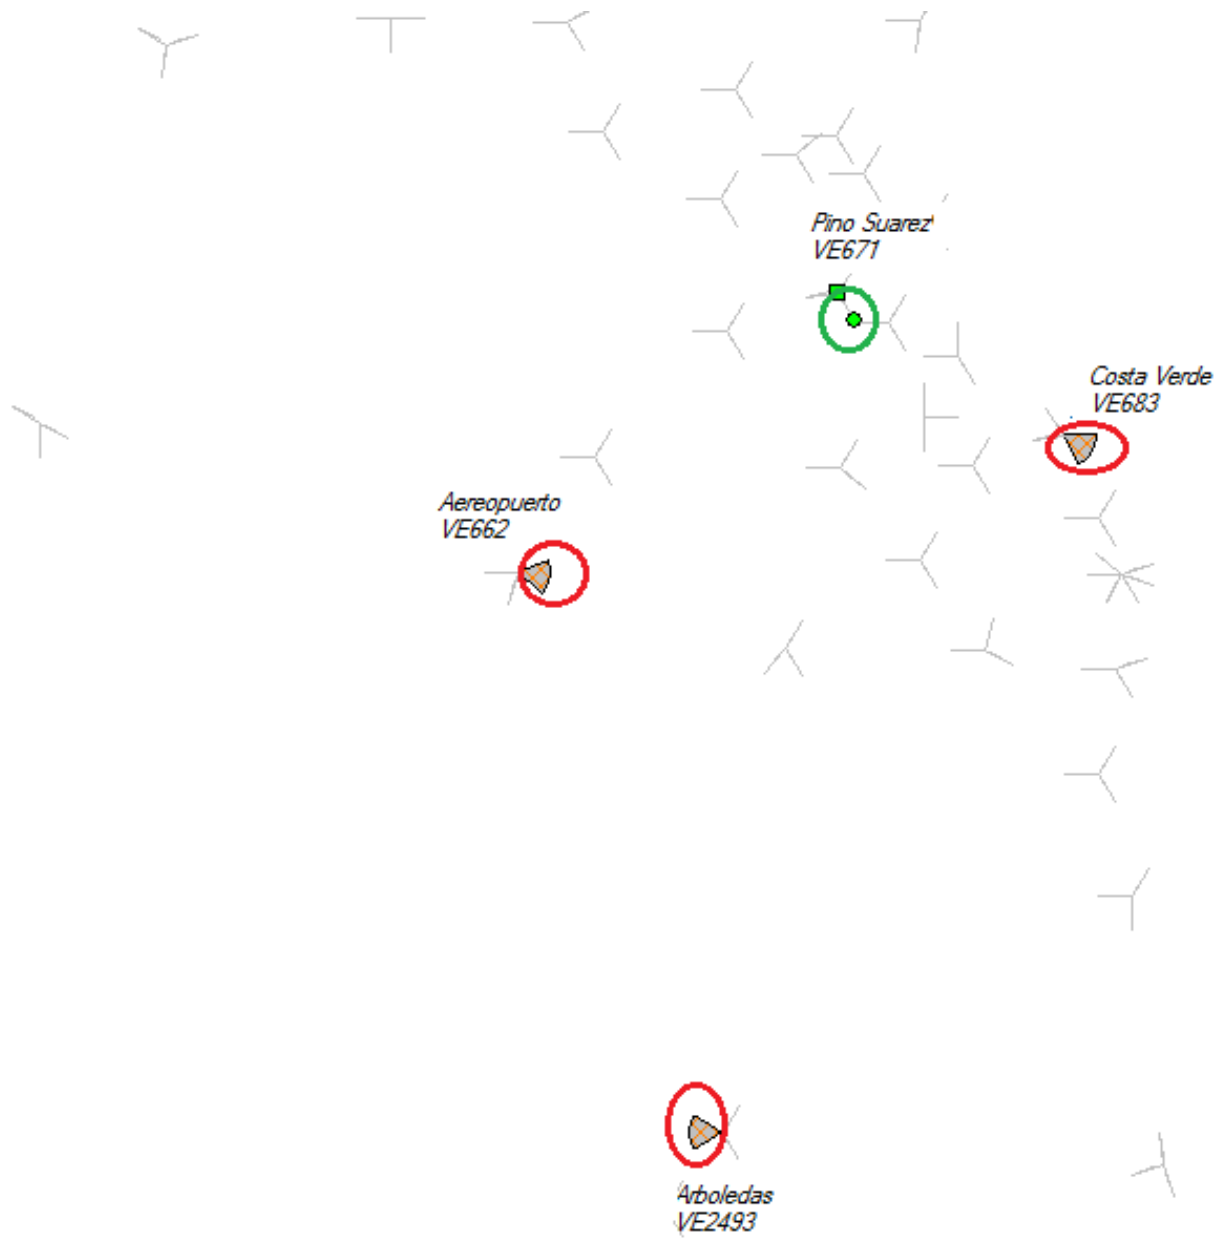 Pino Suarez
VE671
Costa Verde
VE683
Aereopuerto
VE662
Arboledas
VE2493